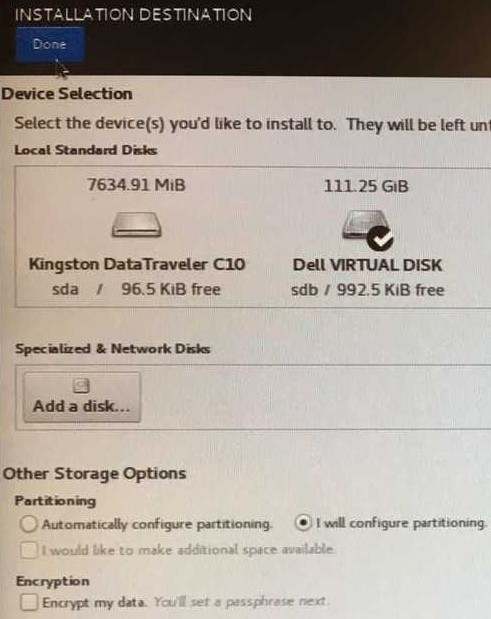 INSTALLATION DESTINATION
Done
Device Selection
Select the device(s) you'd like to install to. They will be left unt
Local Standard Disks
7634.91 MiB 111.25 GiB
Kingston DataTraveler C10 Dell VIRTUAL DISK
sda / 96.5 KiB free sdb / 992.5 KiB free
Specialized & Network Disks
Add a disk...
Other Storage Options
Partitioning
Automatically configure partitioning. I will configure partitioning.
I would like to make additional space available.
Encryption
Encrypt my data. You'll set a passphrase next.